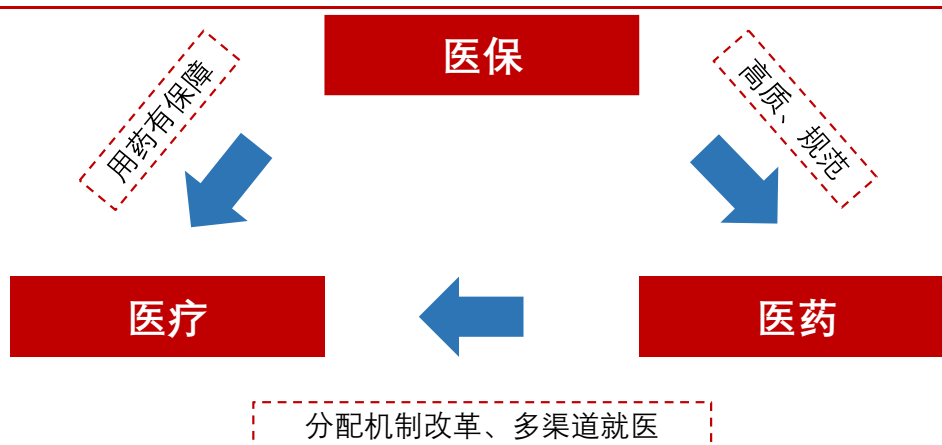 医保
用药有保障
高质、规范
医疗
医药
分配机制改革、多渠道就医